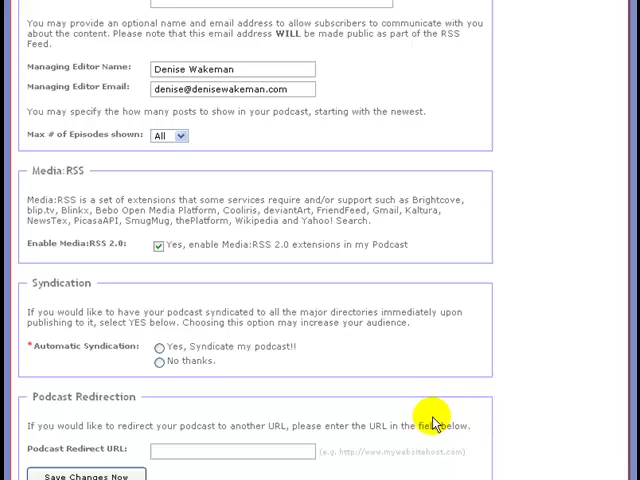 You may provide an optional name and email address to allow subscribers to communicate with you
about the content. Please note that this email address WILL be made public as part of the RSS
Feed.
Managing Editor Name: Denise Wakeman
Managing Editor Email: denise@denisewakeman.com
You may specify the how many posts to show in your podcast, starting with the newest.
Max # of Episodes shown: All
Media:RSS
Media:RSS is a set of extensions that some services require and/or support such as Brightcove,
blip.tv, Blinkx, Bebo Open Media Platform, Cooliris, deviantArt, FriendFeed, Gmail, Kaltura,
NewsTex, PicasaAPI, SmugMug, thePlatform, Wikipedia and Yahoo! Search.
Enable Media:RSS 2.0: Yes, enable Media:RSS 2.0 extensions in my Podcast
Syndication
If you would like to have your podcast syndicated to all the major directories immediately upon
publishing to it, select YES below. Choosing this option may increase your audience.
*Automatic Syndication: Yes, Syndicate my podcast!!
No thanks.
Podcast Redirection
If you would like to redirect your podcast to another URL, please enter the URL in the field below.
Podcast Redirect URL: (e.g. http://www.mywebsitehost.com)
Save Changes Now